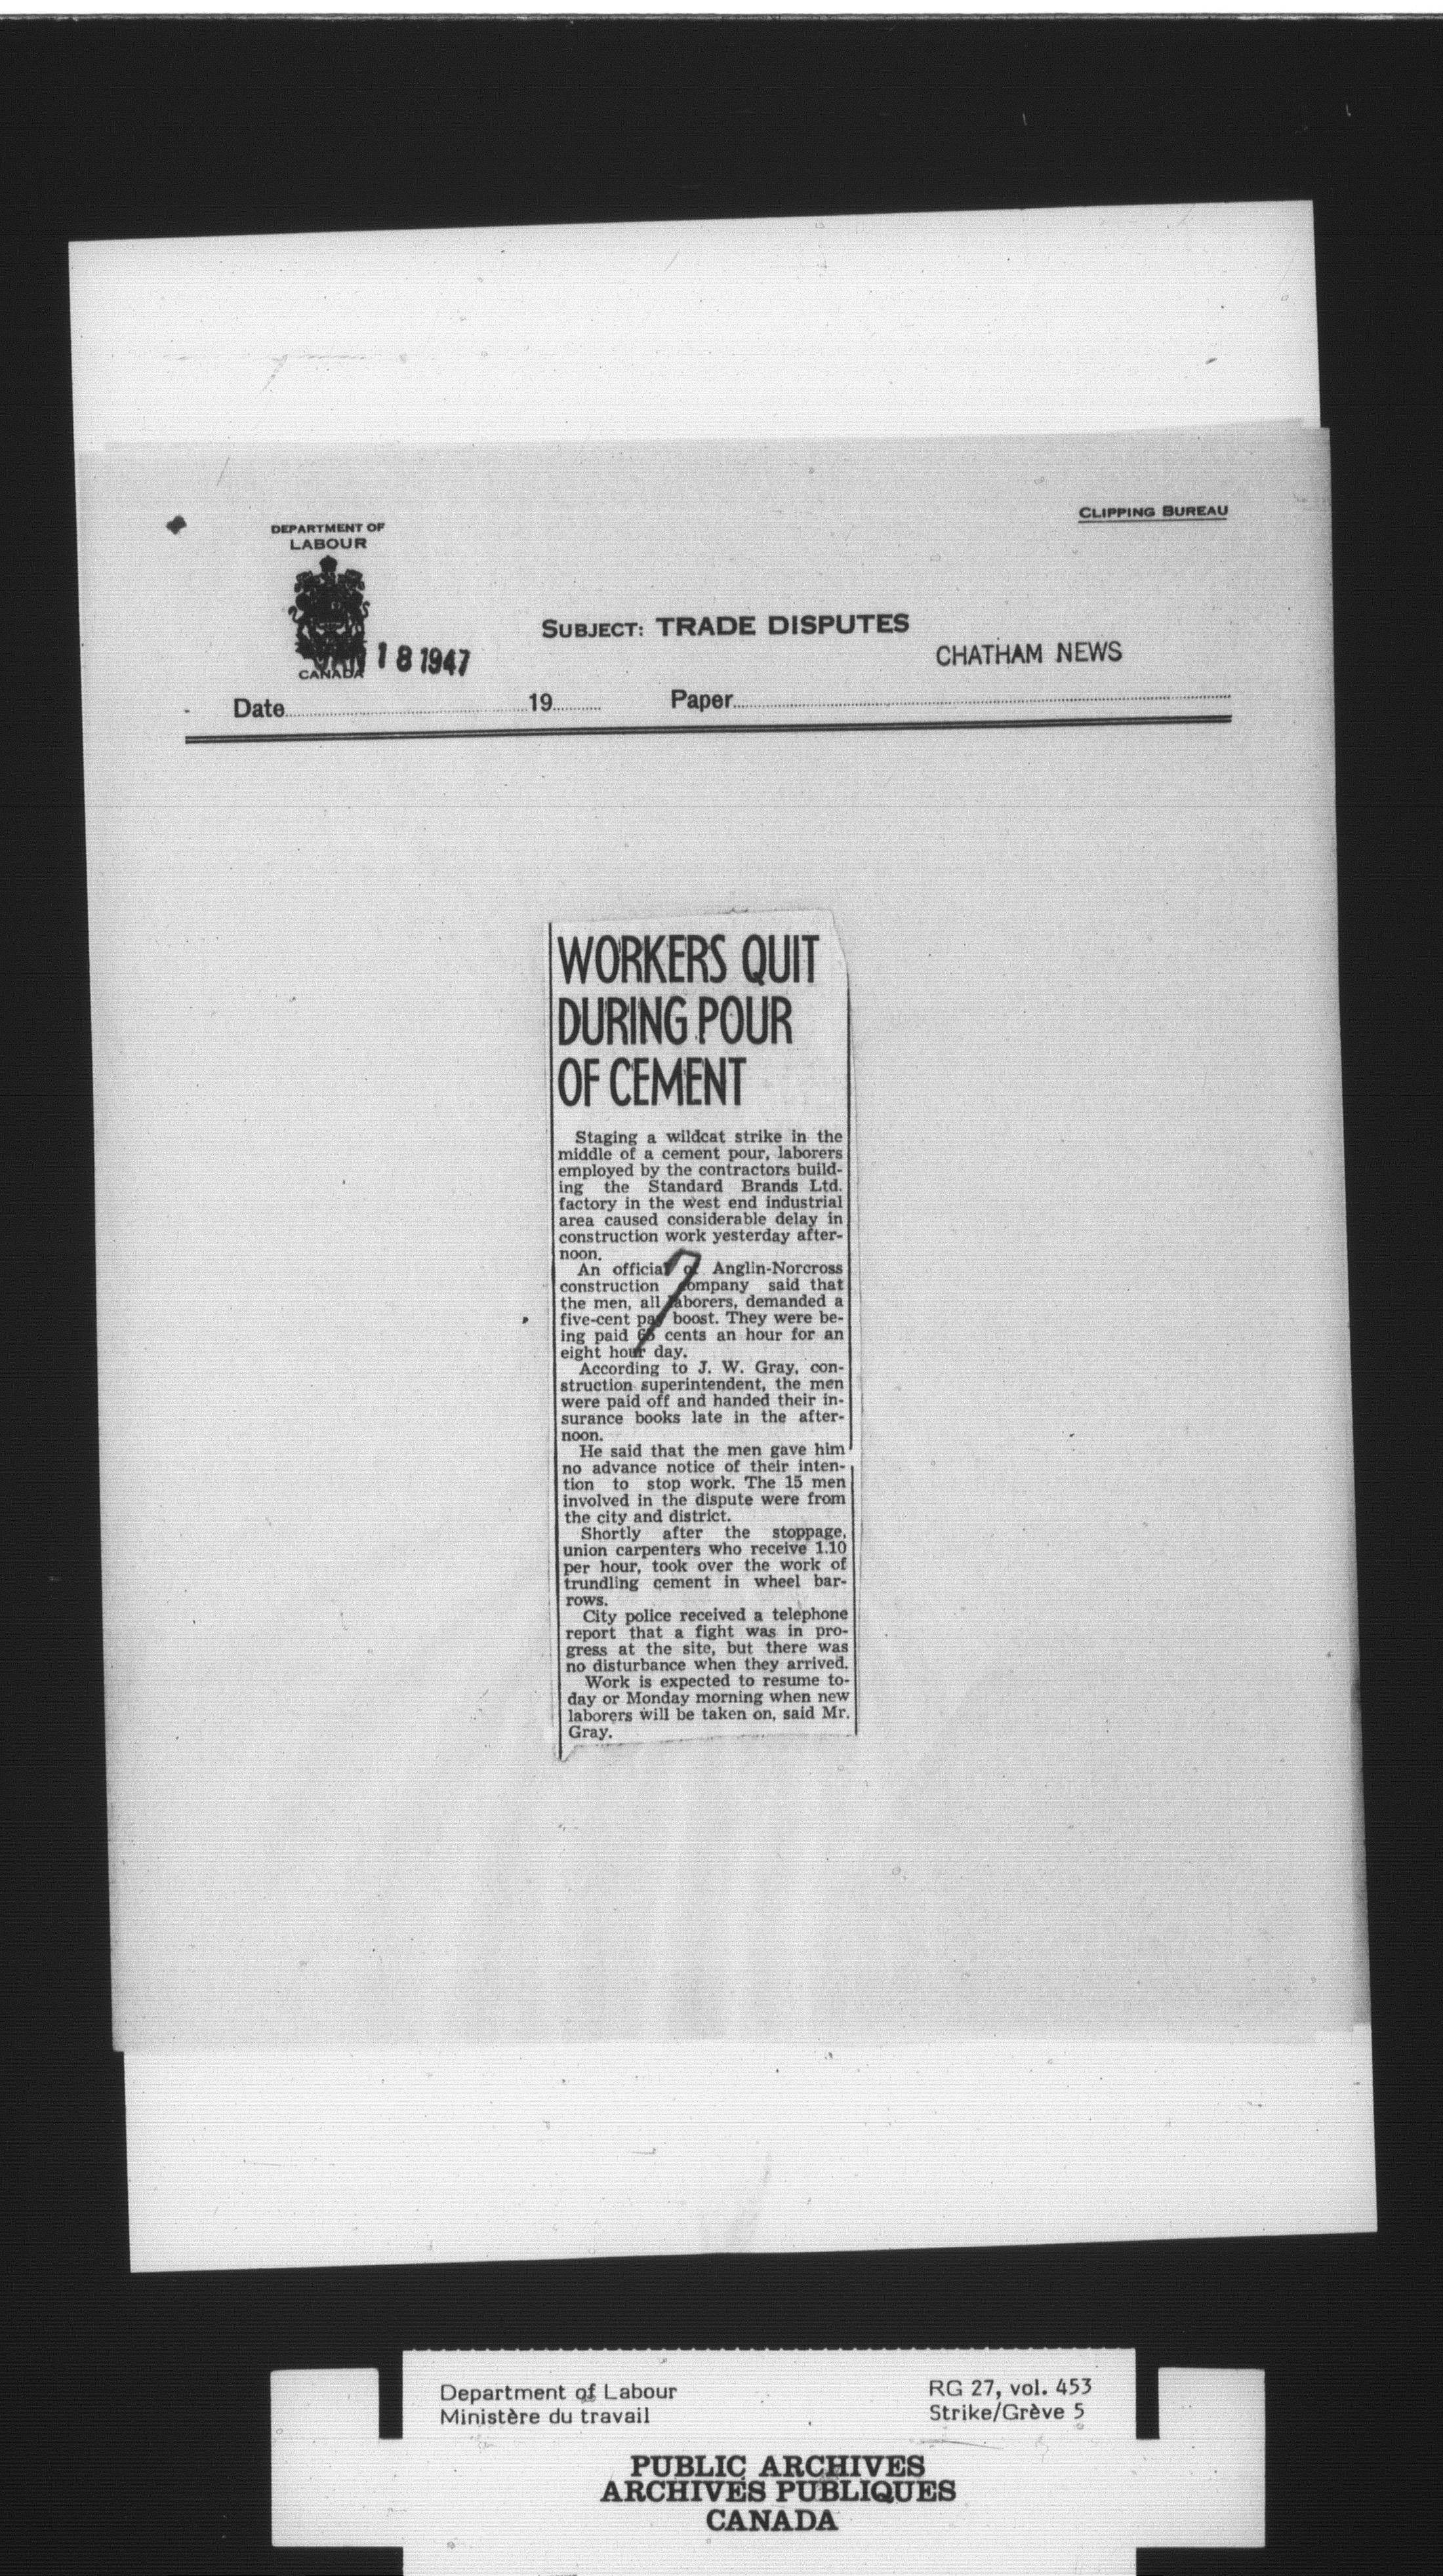 CLIPPING BUREAU
DEPARTMENT OF
LABOUR
CANADA
JAN 18 1947
SUBJECT: TRADE DISPUTES
CHATHAM NEWS
Date 19 Paper
WORKERS QUIT
DURING POUR
OF CEMENT
Staging a wildcat strike in the
middle of a cement pour, laborers
employed by the contractors build-
ing the Standard Brands Ltd.
factory in the west end industrial
area caused considerable delay in
construction work yesterday after-
noon.
An official of Anglin-Norcross
construction company said that
the men, all laborers, demanded a
five-cent pay boost. They were be-
ing paid cents an hour for an
eight hour day.
According to J. W. Gray, con-
struction superintendent, the men
were paid off and handed their in-
surance books late in the after-
noon.
He said that the men gave him
no advance notice of their inten-
tion to stop work. The 15 men
involved in the dispute were from
the city and district.
Shortly after the stoppage,
union carpenters who receive 1.10
per hour, took over the work of
trundling cement in wheel bar-
rows.
City police received a telephone
report that a fight was in pro-
gress at the site, but there was
no disturbance when they arrived.
Work is expected to resume to-
day or Monday morning when new
laborers will be taken on, said Mr.
Gray.
Department of Labour
Ministère du travail
RG 27, vol. 453
Strike/Grève 5
PUBLIC ARCHIVES
ARCHIVES PUBLIQUES
CANADA